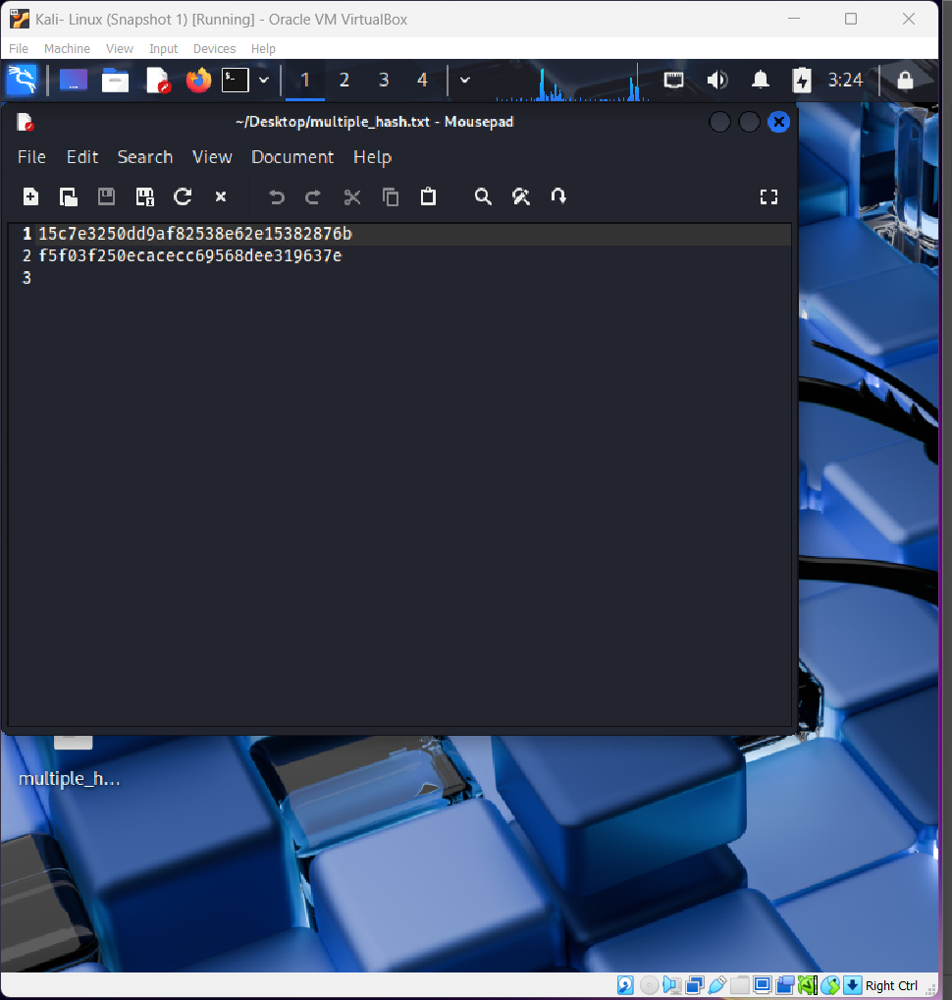 Kali- Linux (Snapshot 1) [Running] - Oracle VM VirtualBox
File Machine View Input Devices Help
1 2 3 4 3:24
~/Desktop/multiple_hash.txt - Mousepad
File Edit Search View Document Help
1 15c7e3250dd9af82538e62e15382876b
2 f5f03f250ecacecc69568dee319637e
3
multiple_h...
Right Ctrl